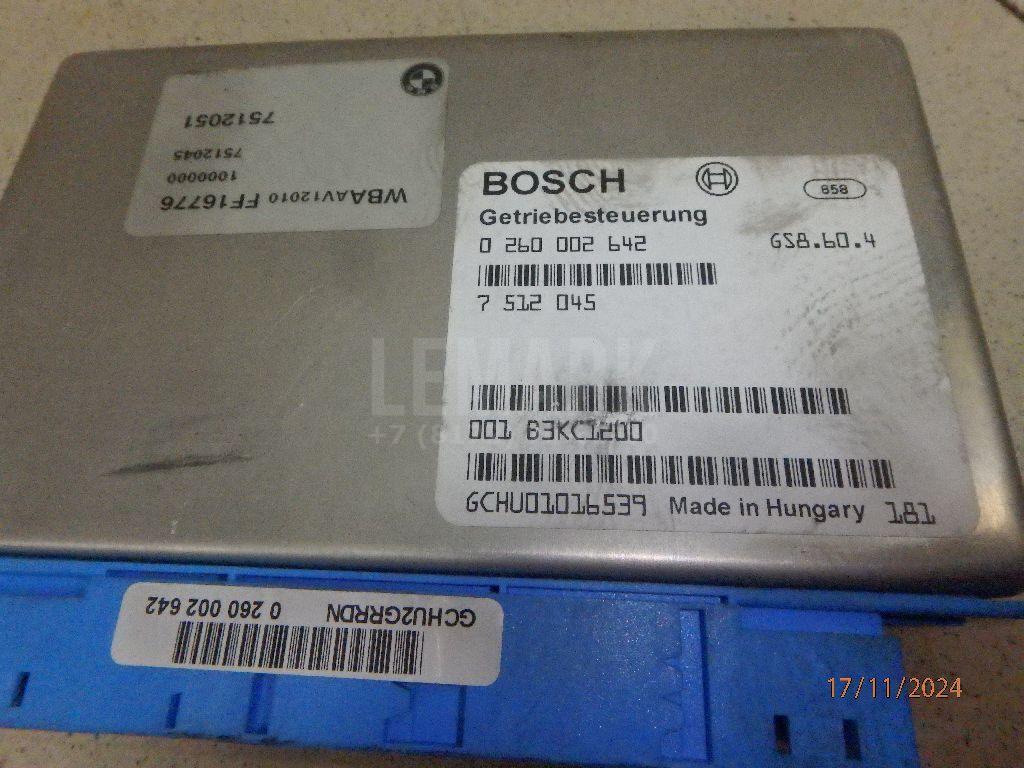 7512051
7512045
1000000
WBAAV12010 FF16776
BOSCH
858
Getriebesteuerung
0 260 002 642
GS8.60.4
7 512 045
LEMARK
001 B3KC1200
GCHU01016539 Made in Hungary 181
GCHU2GRRDN 0 260 002 642
17/11/2024